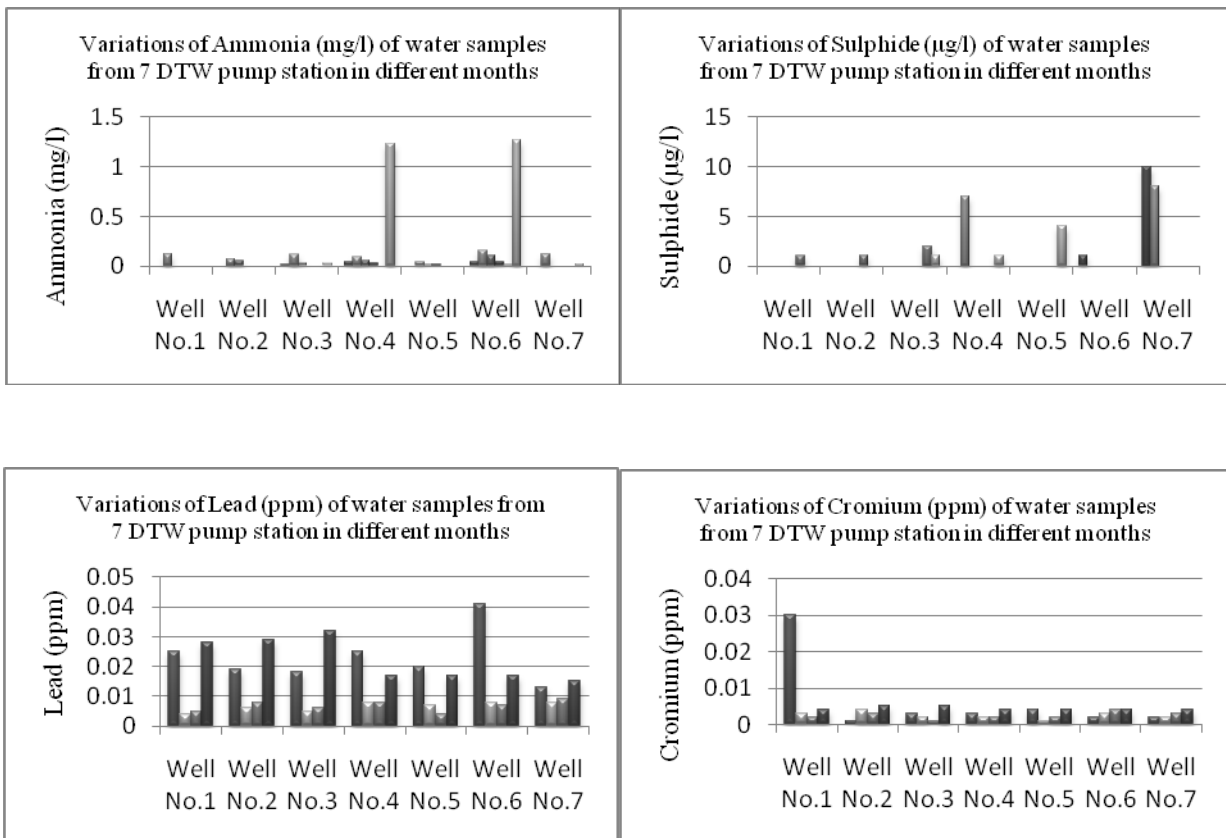 Variations of Ammonia (mg/l) of water samples
from 7 DTW pump station in different months
Ammonia (mg/l)
1.5
1
0.5
0
Well Well Well Well Well Well Well
No.1 No.2 No.3 No.4 No.5 No.6 No.7
Variations of Sulphide (µg/l) of water samples
from 7 DTW pump station in different months
Sulphide (µg/l)
15
10
5
0
Well Well Well Well Well Well Well
No.1 No.2 No.3 No.4 No.5 No.6 No.7
Variations of Lead (ppm) of water samples from
7 DTW pump station in different months
Lead (ppm)
0.05
0.04
0.03
0.02
0.01
0
Well Well Well Well Well Well Well
No.1 No.2 No.3 No.4 No.5 No.6 No.7
Variations of Cromium (ppm) of water samples
from 7 DTW pump station in different months
Cromium (ppm)
0.04
0.03
0.02
0.01
0
Well Well Well Well Well Well Well
No.1 No.2 No.3 No.4 No.5 No.6 No.7